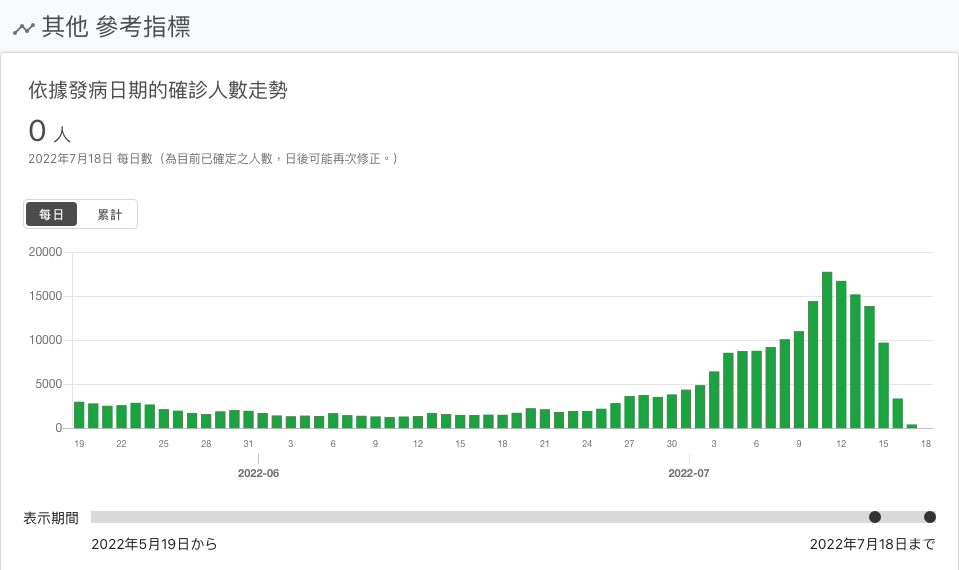 其他 參考指標
依據發病日期的確診人數走勢
0 人
2022年7月18日 每日數（為目前已確定之人數，日後可能再次修正。）
每日 累計
20000
15000
10000
5000
0
19 22 25 28 31 3 6 9 12 15 18 21 24 27 30 3 6 9 12 15 18
2022-06 2022-07
表示期間
2022年5月19日から 2022年7月18日まで